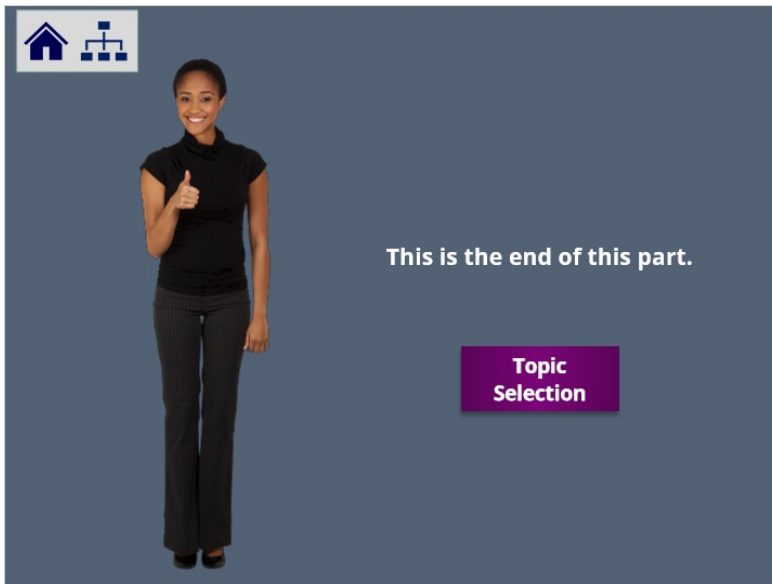 This is the end of this part.
Topic
Selection